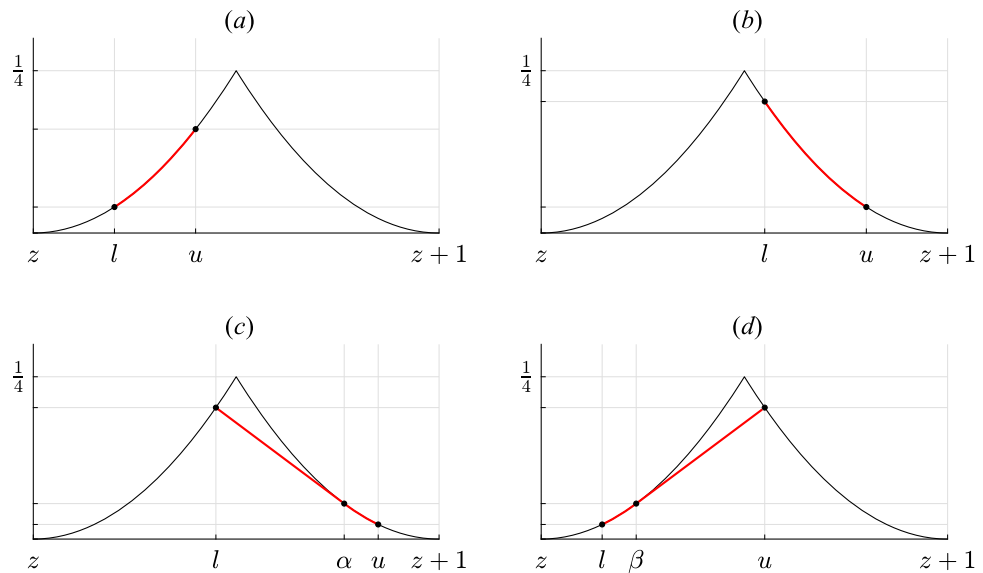 (a) (b)
1/4 1/4
z l u z + 1 z l u z + 1
(c) (d)
1/4 1/4
z l α u z + 1 z l β u z + 1